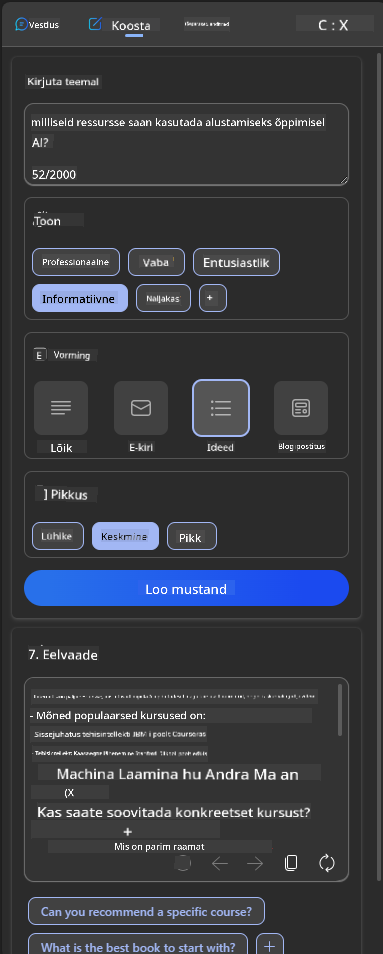 Vestlus
Koosta
C : X
Kirjuta teemal
milliseid ressursse saan kasutada alustamiseks õppimisel
AI?
52/2000
Toon
Professionaalne
Vaba
Entusiastlik
Informatiivne
Naljakas
+
E Vorming
Lõik
E-kiri
Ideed
Blogipostitus
] Pikkus
Lühike
Keskmine
Pikk
Loo mustand
7. Eelvaade
- Mõned populaarsed kursused on:
Sissejuhatus tehisintellekti IBM i poolt Courseras
Machina Laamina hu Andra Ma an
(X
Kas saate soovitada konkreetset kursust?
+
Mis on parim raamat
Can you recommend a specific course?
What is the best book to start with?
+